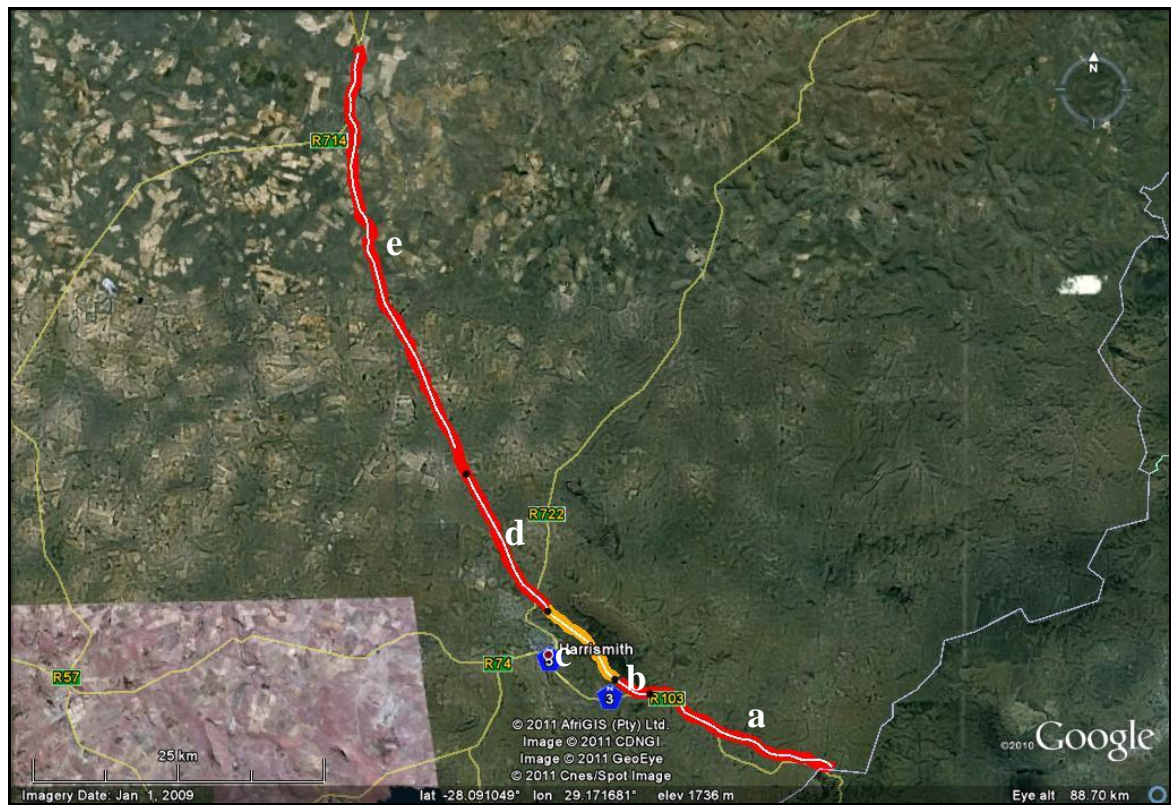 N
R714
e
R722
d
Harrismith
c
5
R74
R57
b
N
3
R103
a
© 2011 AfriGIS (Pty) Ltd.
Image © 2011 CDNGI
Image © 2011 GeoEye
© 2011 Cnes/Spot Image
25 km
©2010 Google
Imagery Date: Jan 1, 2009 lat -28.091049° lon 29.171681° elev 1736 m Eye alt 88.70 km